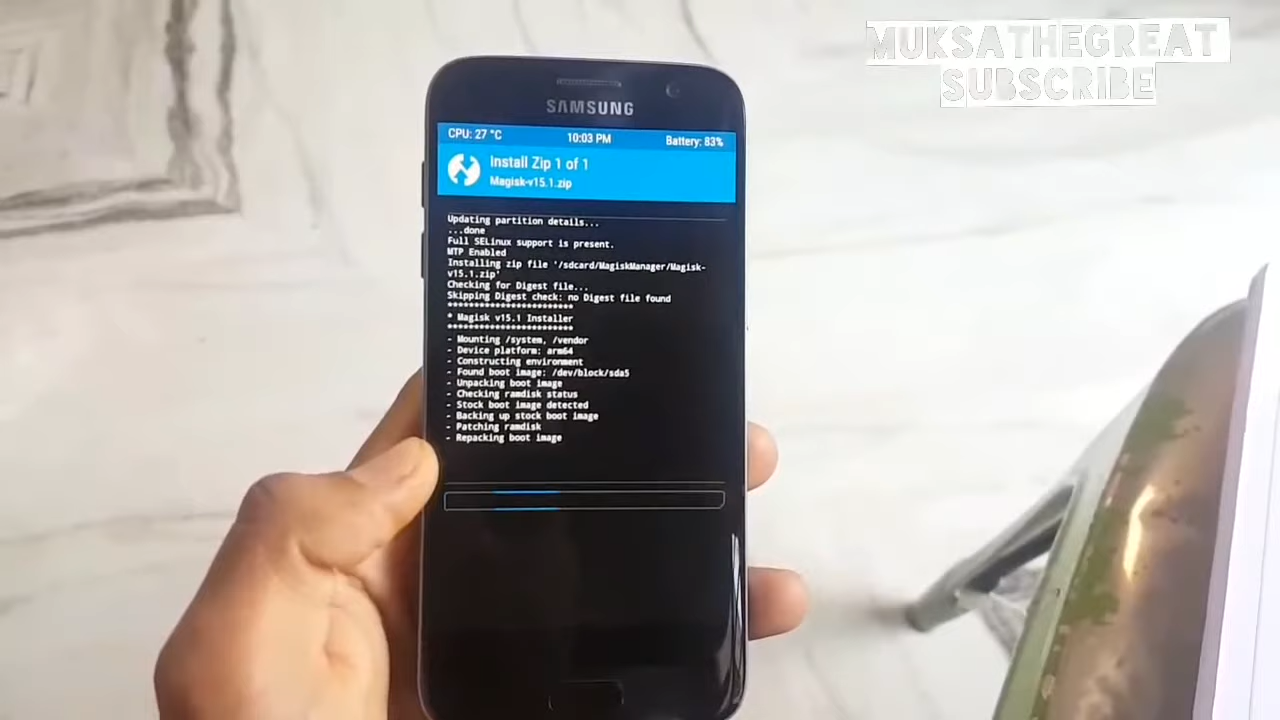 MUKSATHEGREAT
SUBSCRIBE
SAMSUNG
CPU: 27 °C 10:03 PM Battery: 83%
Install Zip 1 of 1
Magisk-v15.1.zip
Updating partition details...
...done
Full SELinux support is present.
MTP Enabled
Installing zip file '/sdcard/MagiskManager/Magisk-
v15.1.zip'
Checking for Digest file...
Skipping Digest check: no Digest file found
************************
* Magisk v15.1 Installer
************************
- Mounting /system, /vendor
- Device platform: arm64
- Constructing environment
- Found boot image: /dev/block/sda5
- Unpacking boot image
- Checking ramdisk status
- Stock boot image detected
- Backing up stock boot image
- Patching ramdisk
- Repacking boot image